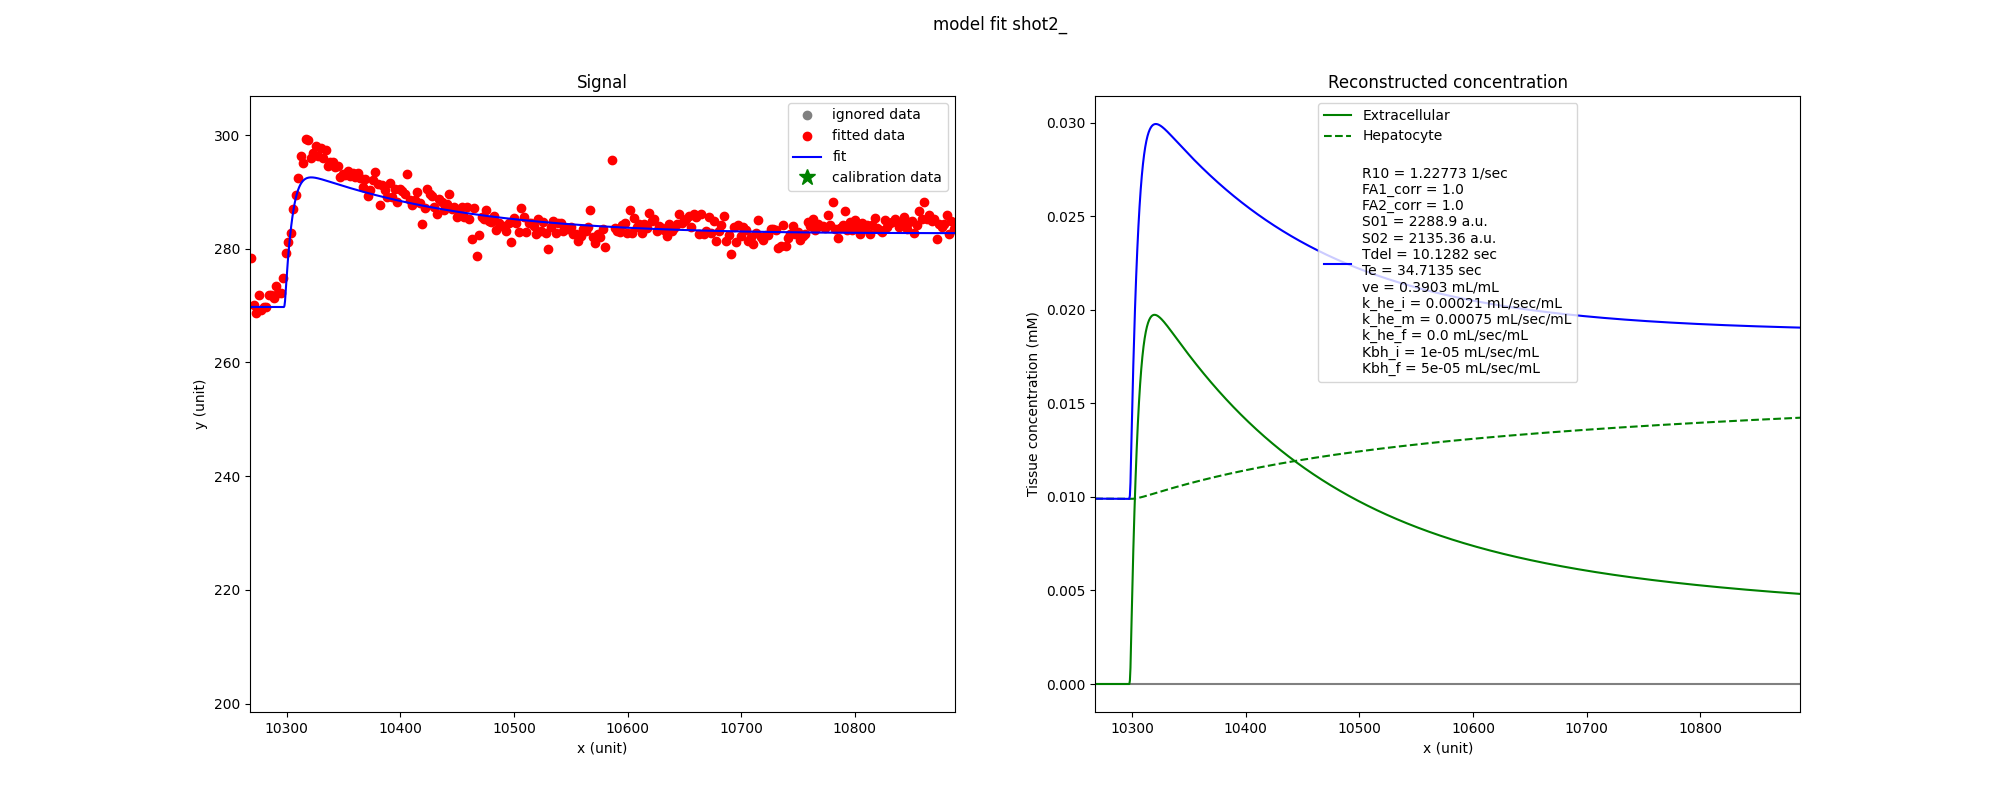 model fit shot2_
Signal
300
280
260
240
220
200
y (unit)
10300 10400 10500 10600 10700 10800
x (unit)
ignored data
fitted data
fit
calibration data
Reconstructed concentration
0.030
0.025
0.020
0.015
0.010
0.005
0.000
Tissue concentration (mM)
10300 10400 10500 10600 10700 10800
x (unit)
Extracellular
Hepatocyte
R10 = 1.22773 1/sec
FA1_corr = 1.0
FA2_corr = 1.0
S01 = 2288.9 a.u.
S02 = 2135.36 a.u.
Tdel = 10.1282 sec
Te = 34.7135 sec
ve = 0.3903 mL/mL
k_he_i = 0.00021 mL/sec/mL
k_he_m = 0.00075 mL/sec/mL
k_he_f = 0.0 mL/sec/mL
Kbh_i = 1e-05 mL/sec/mL
Kbh_f = 5e-05 mL/sec/mL